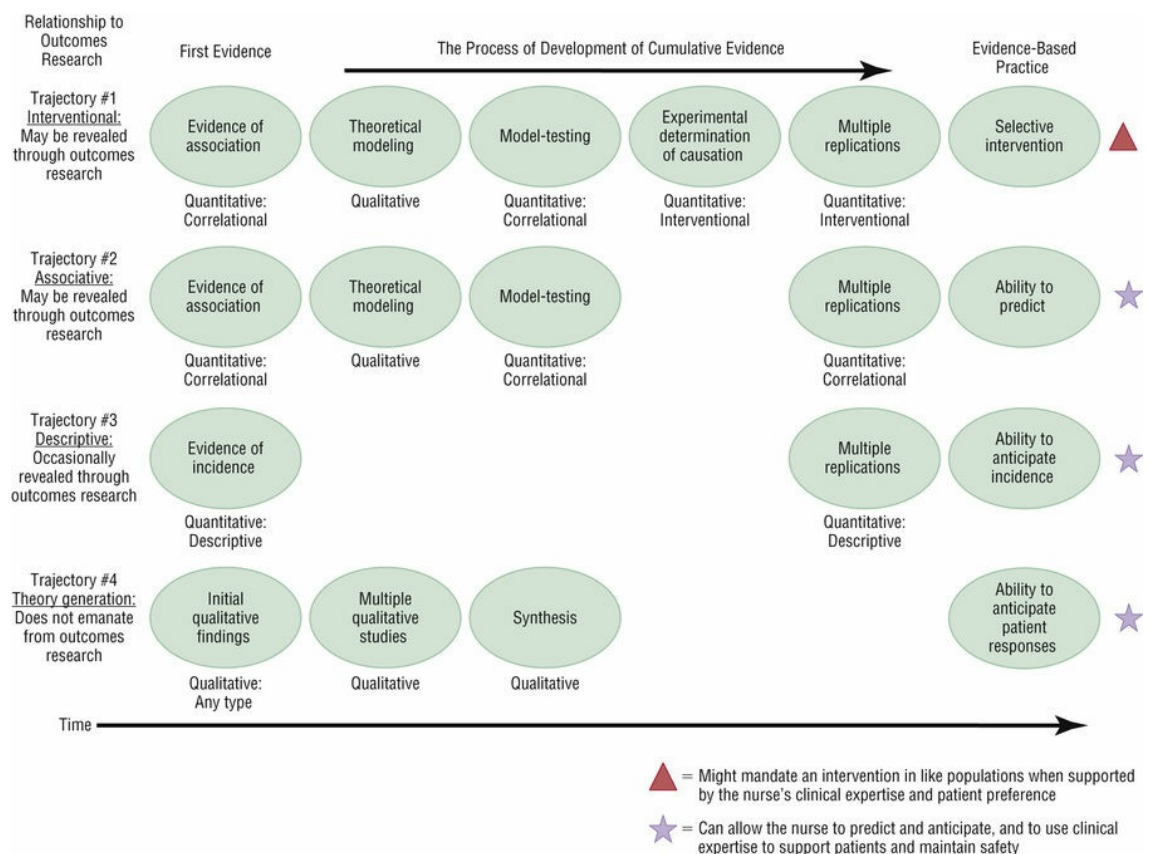 Relationship to
Outcomes
Research
First Evidence
The Process of Development of Cumulative Evidence
Evidence-Based
Practice
Trajectory #1
Interventional:
May be revealed
through outcomes
research
Evidence of
association
Quantitative:
Correlational
Theoretical
modeling
Qualitative
Model-testing
Quantitative:
Correlational
Experimental
determination
of causation
Quantitative:
Interventional
Multiple
replications
Quantitative:
Interventional
Selective
intervention
Trajectory #2
Associative:
May be revealed
through outcomes
research
Evidence of
association
Quantitative:
Correlational
Theoretical
modeling
Qualitative
Model-testing
Quantitative:
Correlational
Multiple
replications
Quantitative:
Correlational
Ability to
predict
Trajectory #3
Descriptive:
Occasionally
revealed through
outcomes research
Evidence of
incidence
Quantitative:
Descriptive
Multiple
replications
Quantitative:
Descriptive
Ability to
anticipate
incidence
Trajectory #4
Theory generation:
Does not emanate
from outcomes
research
Initial
qualitative
findings
Qualitative:
Any type
Multiple
qualitative
studies
Qualitative
Synthesis
Qualitative
Ability to
anticipate
patient
responses
Time
= Might mandate an intervention in like populations when supported
by the nurse's clinical expertise and patient preference
= Can allow the nurse to predict and anticipate, and to use clinical
expertise to support patients and maintain safety